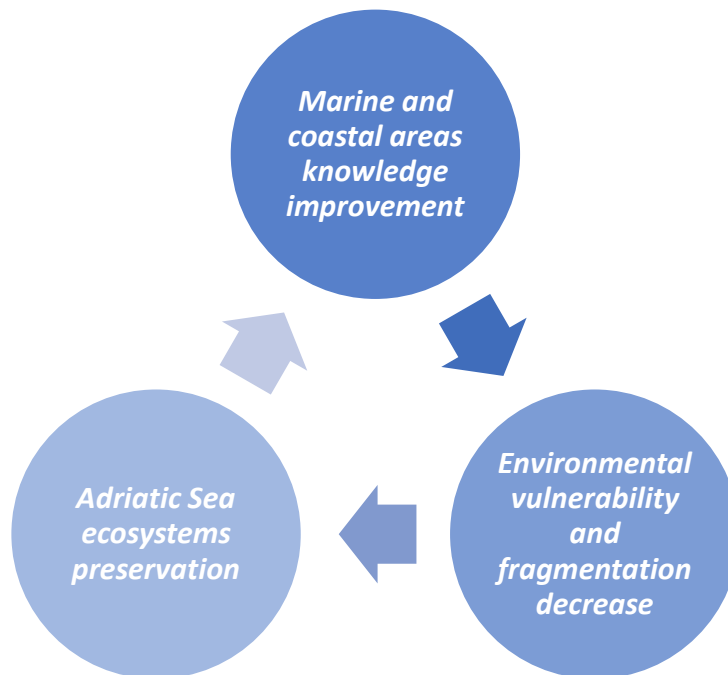 Marine and
coastal areas
knowledge
improvement
Environmental
vulnerability
and
fragmentation
decrease
Adriatic Sea
ecosystems
preservation